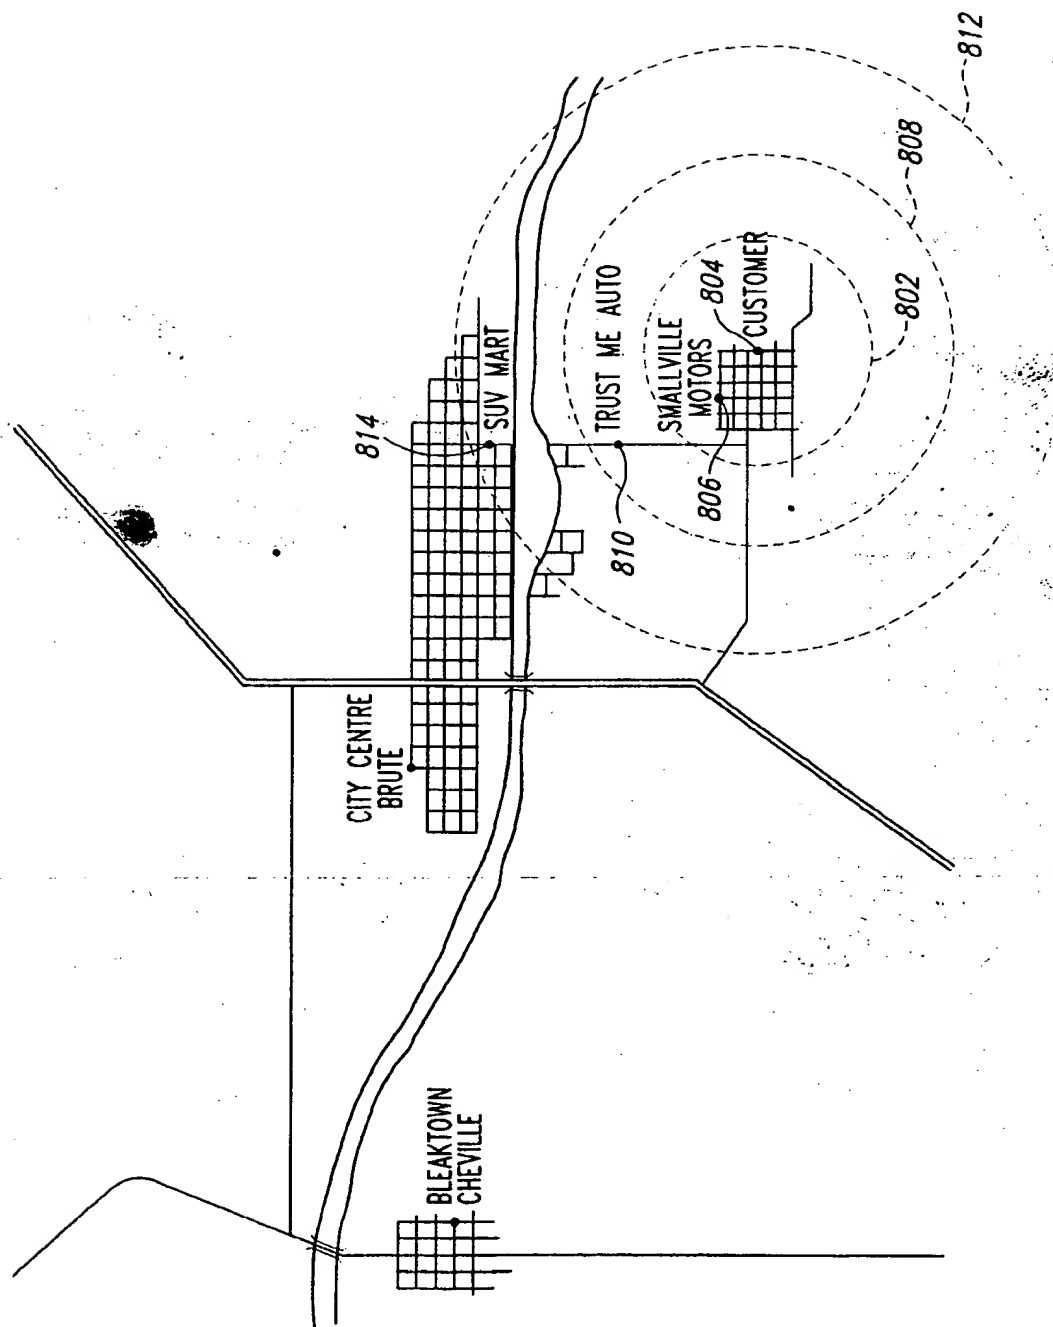 812
808
802
804
CUSTOMER
SMALLVILLE
MOTORS
806
TRUST ME AUTO
810
SUV MART
814
CITY CENTRE
BRUTE
BLEAKTOWN
CHEVILLE